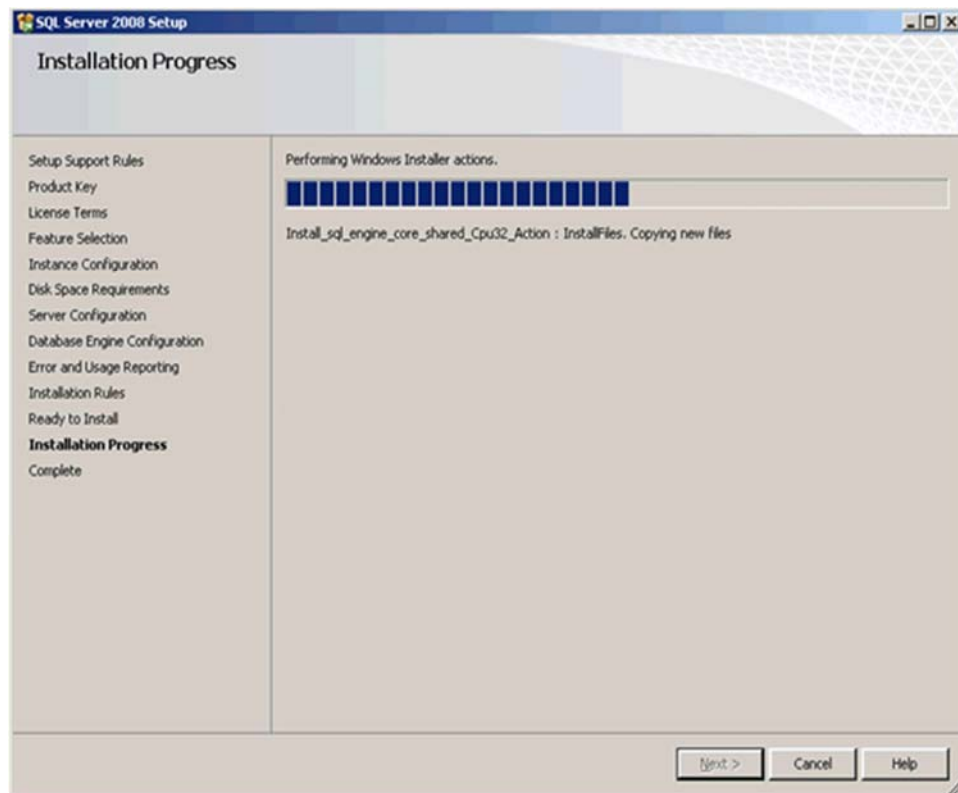 SQL Server 2008 Setup
Installation Progress
Setup Support Rules
Product Key
License Terms
Feature Selection
Instance Configuration
Disk Space Requirements
Server Configuration
Database Engine Configuration
Error and Usage Reporting
Installation Rules
Ready to Install
Installation Progress
Complete
Performing Windows Installer actions.
Install_sql_engine_core_shared_Cpu32_Action : InstallFiles. Copying new files
Next >
Cancel
Help